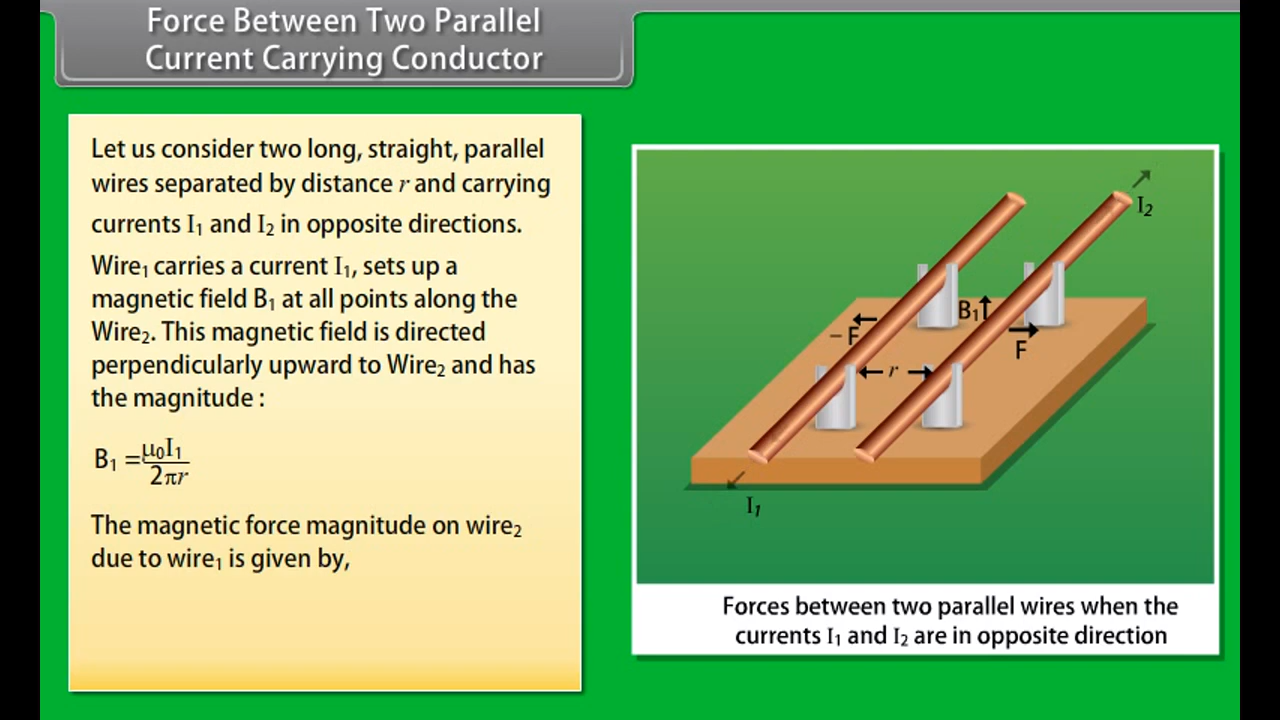 Force Between Two Parallel
Current Carrying Conductor
Let us consider two long, straight, parallel
wires separated by distance r and carrying
currents I₁ and I₂ in opposite directions.
Wire₁ carries a current I₁, sets up a
magnetic field B₁ at all points along the
Wire₂. This magnetic field is directed
perpendicularly upward to Wire₂ and has
the magnitude :
B₁ = μ₀I₁ / 2πr
The magnetic force magnitude on wire₂
due to wire₁ is given by,
I₂
B₁
– F
F
r
I₁
Forces between two parallel wires when the
currents I₁ and I₂ are in opposite direction